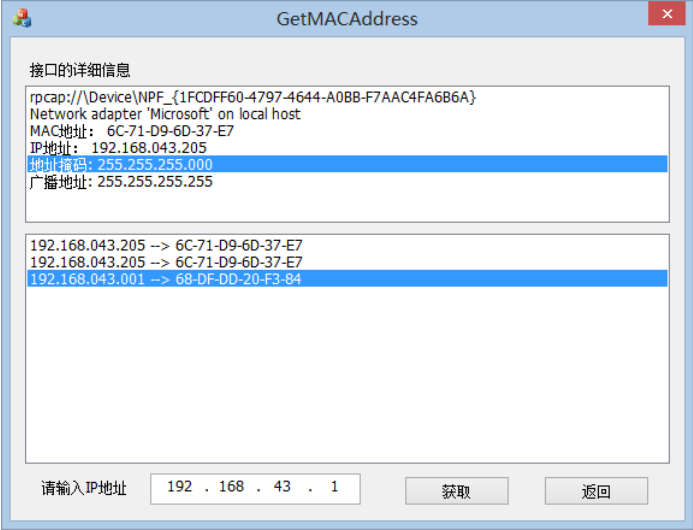 GetMACAddress
接口的详细信息
rpcap://\Device\NPF_{1FCDFF60-4797-4644-A0BB-F7AAC4FA6B6A}
Network adapter 'Microsoft' on local host
MAC地址： 6C-71-D9-6D-37-E7
IP地址： 192.168.043.205
地址掩码: 255.255.255.000
广播地址: 255.255.255.255
192.168.043.205 --> 6C-71-D9-6D-37-E7
192.168.043.205 --> 6C-71-D9-6D-37-E7
192.168.043.001 --> 68-DF-DD-20-F3-84
请输入IP地址 192 . 168 . 43 . 1 获取 返回